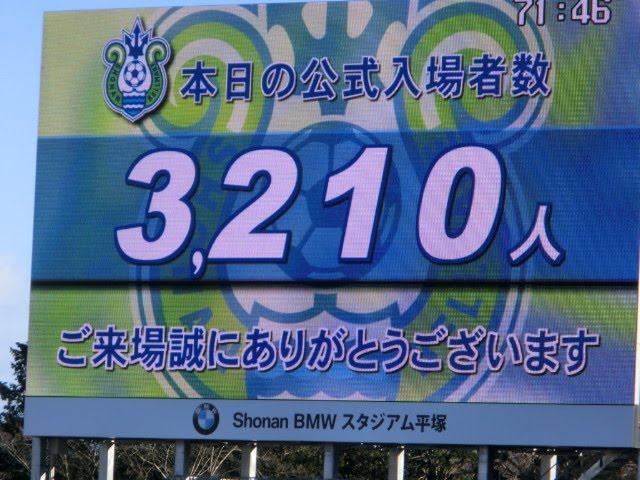 71:46
本日の公式入場者数
3,210人
ご来場誠にありがとうございます
Shonan BMW スタジアム平塚